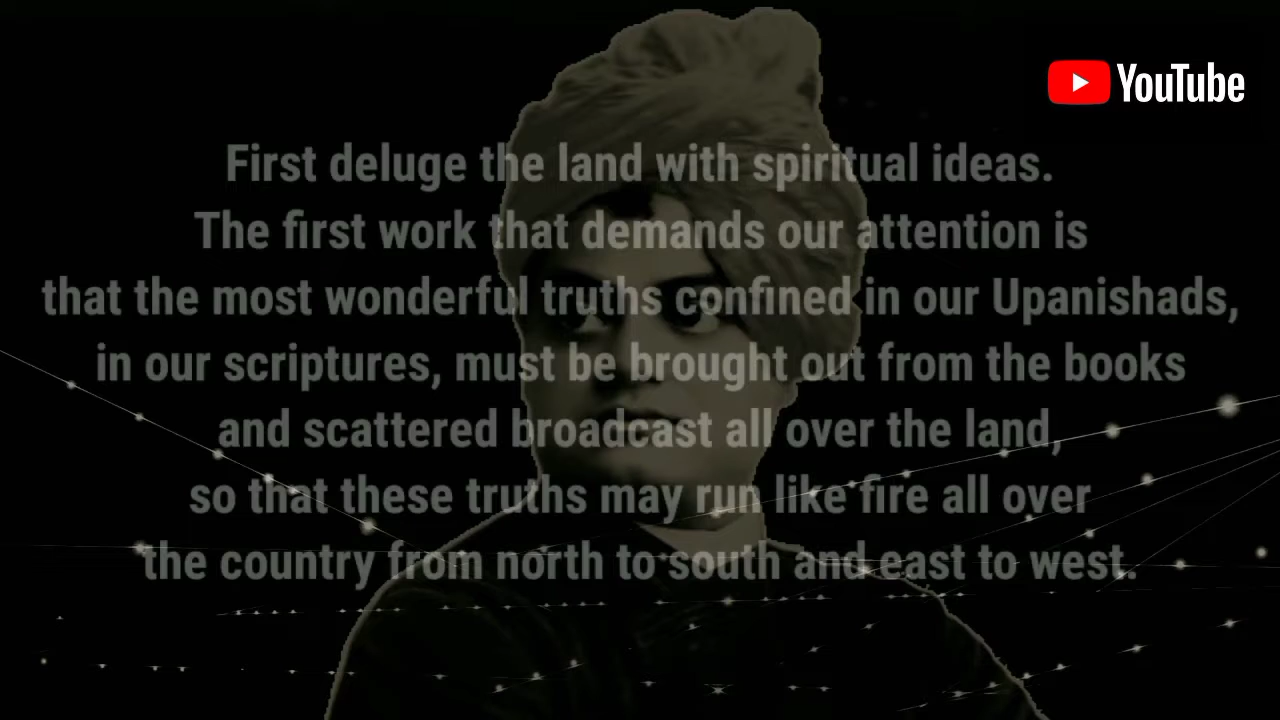 YouTube
First deluge the land with spiritual ideas.
The first work that demands our attention is
that the most wonderful truths confined in our Upanishads,
in our scriptures, must be brought out from the books
and scattered broadcast all over the land,
so that these truths may run like fire all over
the country from north to south and east to west.